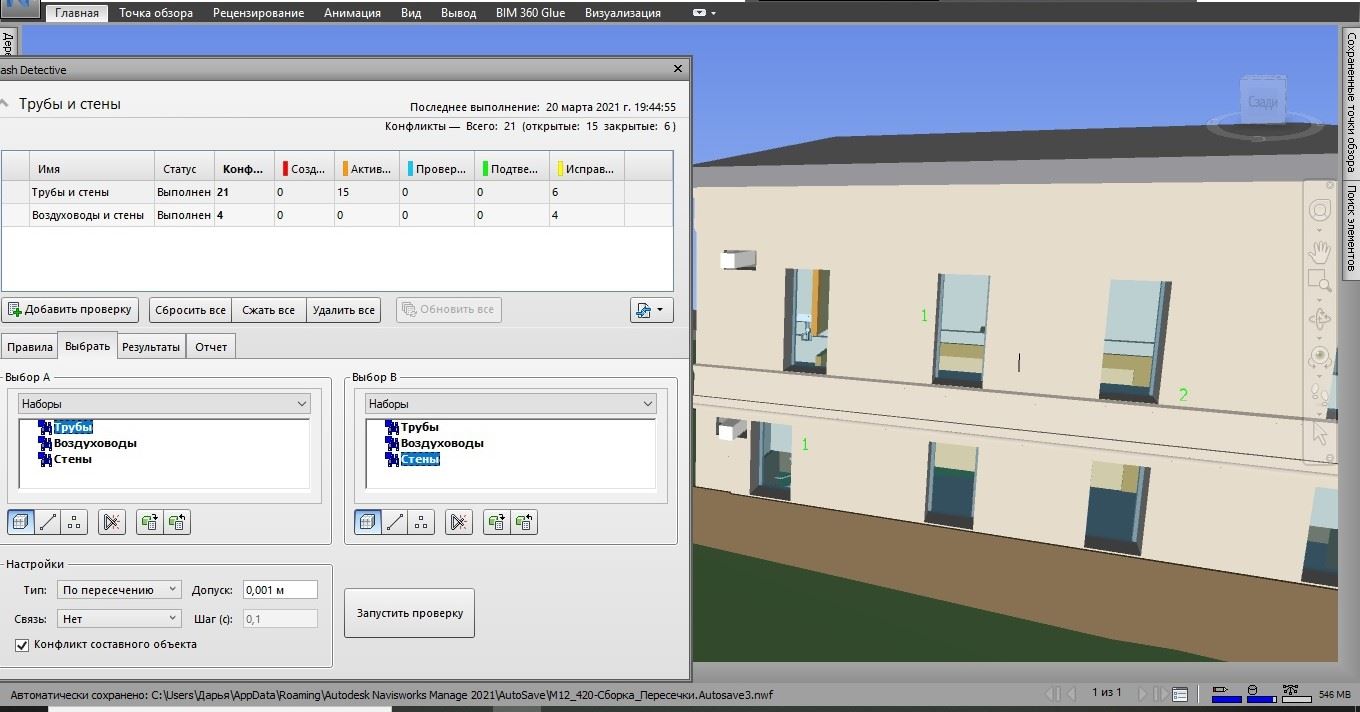 Главная Точка обзора Рецензирование Анимация Вид Вывод BIM 360 Glue Визуализация
ash Detective
Трубы и стены
Последнее выполнение: 20 марта 2021 г. 19:44:55
Конфликты — Всего: 21 (открытые: 15 закрытые: 6 )
Имя Статус Конф... Созд... Актив... Провер... Подтве... Исправ...
Трубы и стены Выполнен 21 0 15 0 0 6
Воздуховоды и стены Выполнен 4 0 0 0 0 4
Добавить проверку Сбросить все Сжать все Удалить все Обновить все
Правила Выбрать Результаты Отчет
Выбор A
Наборы
Трубы
Воздуховоды
Стены
Выбор B
Наборы
Трубы
Воздуховоды
Стены
Настройки
Тип: По пересечению Допуск: 0,001 м
Связь: Нет Шаг (с): 0,1
Конфликт составного объекта
Запустить проверку
Сзади
1
2
1
Сохраненные точки обзора
Поиск элементов
Автоматически сохранено: C:\Users\Дарья\AppData\Roaming\Autodesk Navisworks Manage 2021\AutoSave\M12_420-Сборка_Пересечки.Autosave3.nwf
1 из 1
546 MB